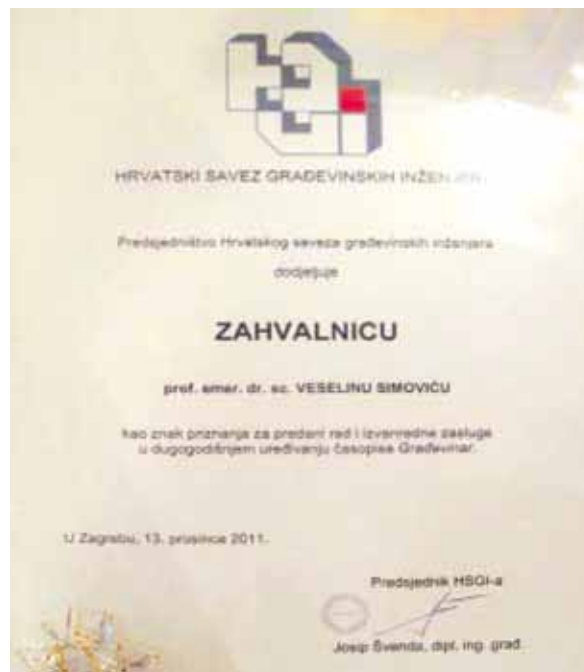 HRVATSKI SAVEZ GRAĐEVINSKIH INŽENJERA
Predsjedništvo Hrvatskog saveza građevinskih inženjera
dodjeljuje
ZAHVALNICU
prof. emer. dr. sc. VESELINU SIMOVIĆU
kao znak priznanja za predani rad i izvanredne zasluge
u dugogodišnjem uređivanju časopisa Građevinar.
U Zagrebu, 13. prosinca 2011.
Predsjednik HSGI-a
Josip Švenda, dipl. ing. građ.